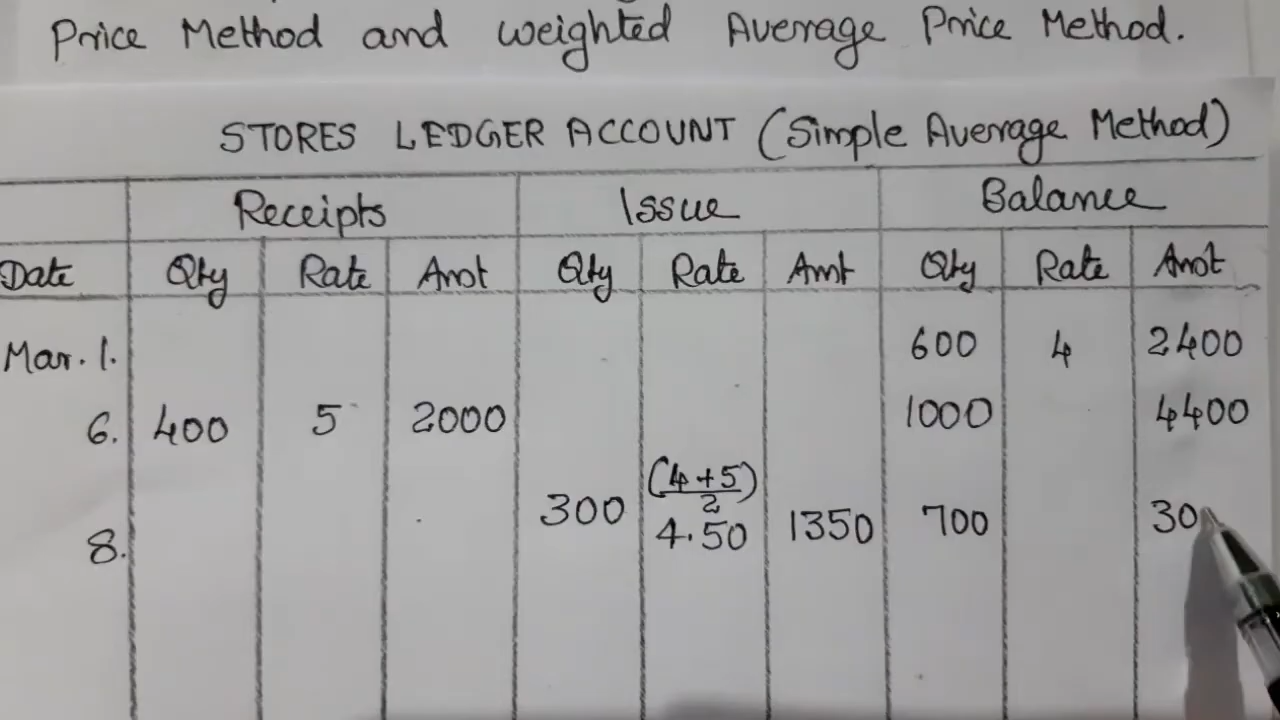 Price Method and weighted Average Price Method.
STORES LEDGER ACCOUNT (Simple Average Method)
Receipts Issue Balance
Date Qty Rate Amt Qty Rate Amt Qty Rate Amt
Mar. 1. 600 4 2400
6. 400 5 2000 1000 4400
(4+5)
2
8. 300 4.50 1350 700 30